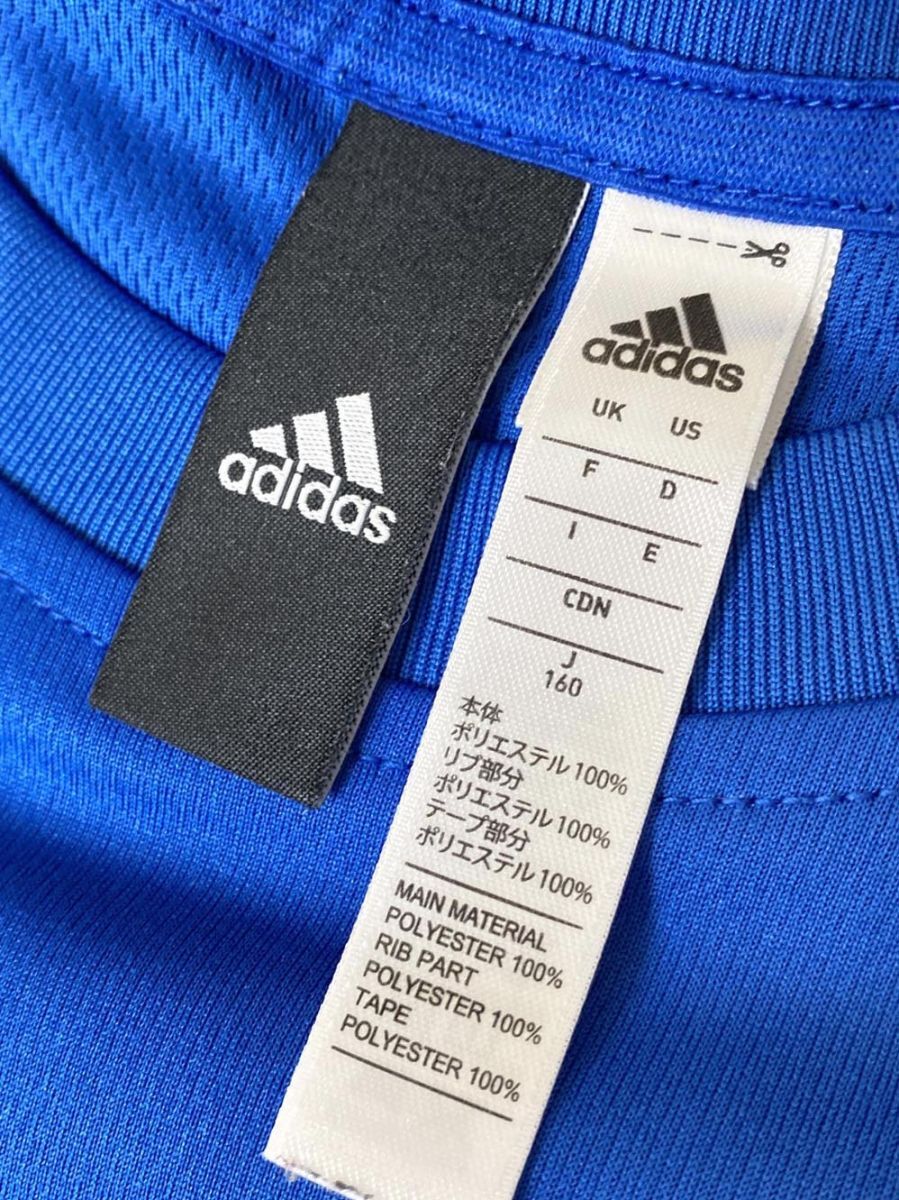 adidas
adidas
UK US
F D
I E
CDN
J
160
本体
ポリエステル100%
リブ部分
ポリエステル100%
テープ部分
ポリエステル100%
MAIN MATERIAL
POLYESTER 100%
RIB PART
POLYESTER 100%
TAPE
POLYESTER 100%